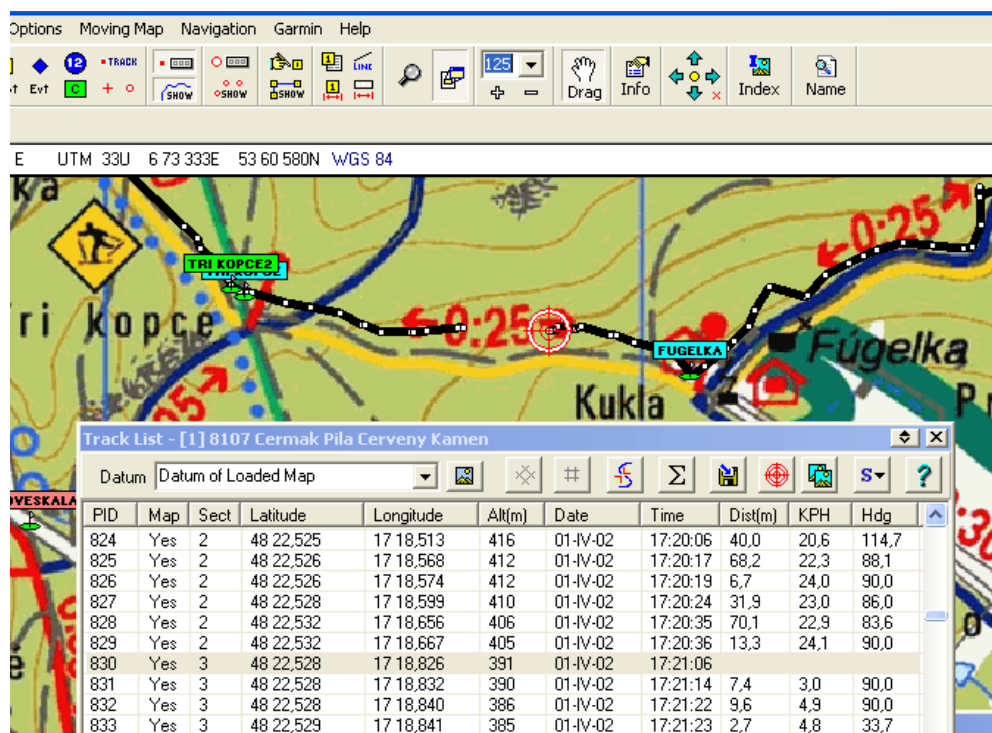 Options Moving Map Navigation Garmin Help
12 TRACK 1 LINE 125
Evt C SHOW SHOW SHOW 1 Drag Info Index Name
E UTM 33U 6 73 333E 53 60 580N WGS 84
ka
TRI KOPCE2
TRI KOPCE
0:25
ri kopce
0:25
FUGELKA
Fugelka
Kukla
P
Track List - [1] 8107 Cermak Pila Cerveny Kamen
Datum Datum of Loaded Map Σ S ?
OVESKALA
PID Map Sect Latitude Longitude Alt(m) Date Time Dist(m) KPH Hdg
824 Yes 2 48 22,525 17 18,513 416 01-IV-02 17:20:06 40,0 20,6 114,7
825 Yes 2 48 22,526 17 18,568 412 01-IV-02 17:20:17 68,2 22,3 88,1
826 Yes 2 48 22,526 17 18,574 412 01-IV-02 17:20:19 6,7 24,0 90,0
827 Yes 2 48 22,528 17 18,599 410 01-IV-02 17:20:24 31,9 23,0 86,0
828 Yes 2 48 22,532 17 18,656 406 01-IV-02 17:20:35 70,1 22,9 83,6
829 Yes 2 48 22,532 17 18,667 405 01-IV-02 17:20:36 13,3 24,1 90,0
830 Yes 3 48 22,528 17 18,826 391 01-IV-02 17:21:06
831 Yes 3 48 22,528 17 18,832 390 01-IV-02 17:21:14 7,4 3,0 90,0
832 Yes 3 48 22,528 17 18,840 386 01-IV-02 17:21:22 9,6 4,9 90,0
833 Yes 3 48 22,529 17 18,841 385 01-IV-02 17:21:23 2,7 4,8 33,7